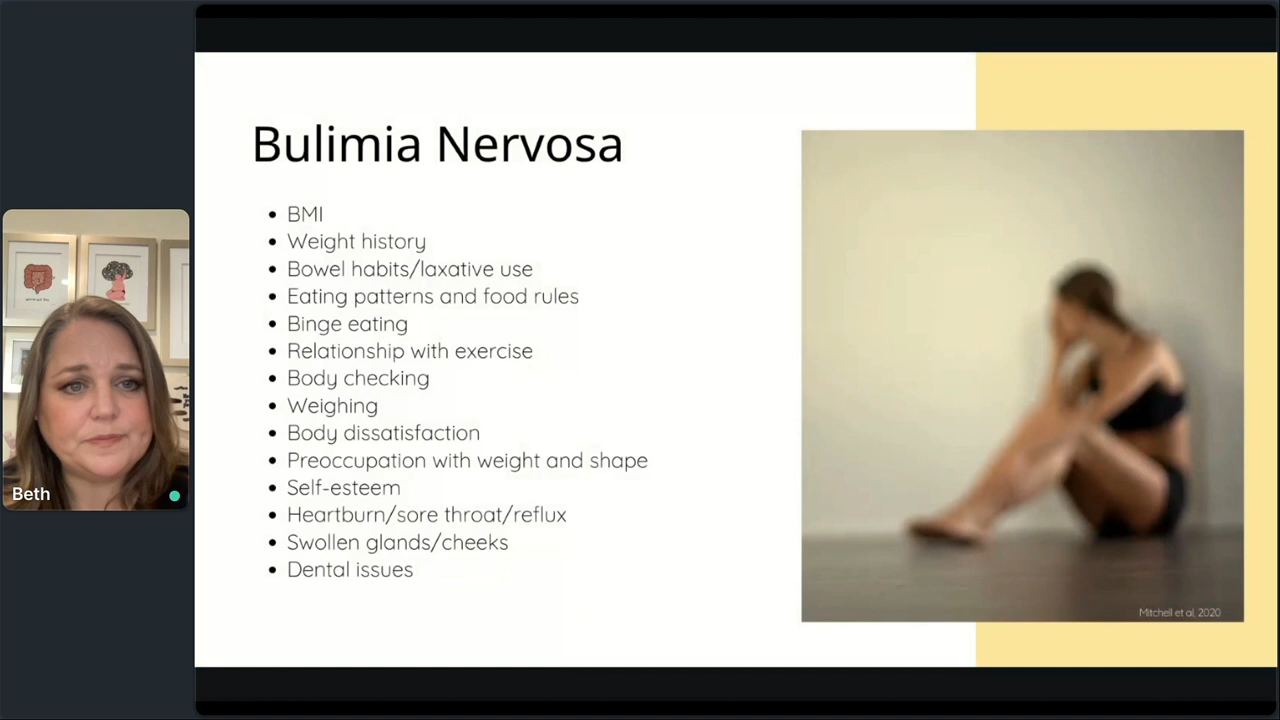 Bulimia Nervosa
BMI
Weight history
Bowel habits/laxative use
Eating patterns and food rules
Binge eating
Relationship with exercise
Body checking
Weighing
Body dissatisfaction
Preoccupation with weight and shape
Self-esteem
Heartburn/sore throat/reflux
Swollen glands/cheeks
Dental issues
Mitchell et al, 2020
Beth